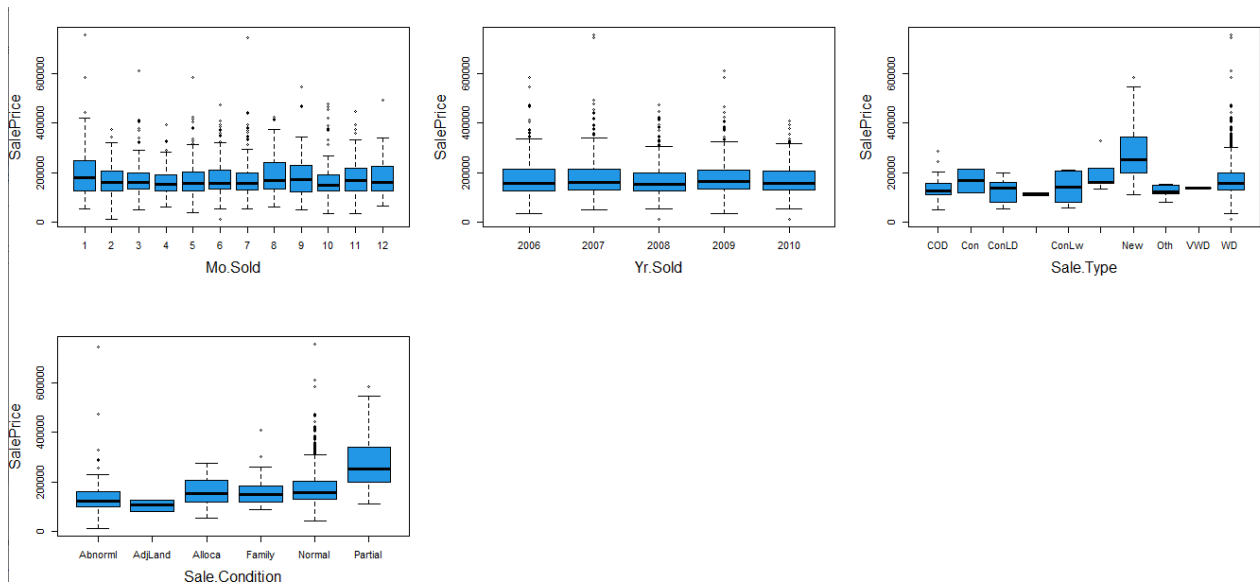 SalePrice
0 200000 400000 600000
1 2 3 4 5 6 7 8 9 10 11 12
Mo.Sold
SalePrice
0 200000 400000 600000
2006 2007 2008 2009 2010
Yr.Sold
SalePrice
0 200000 400000 600000
COD Con ConLD ConLw New Oth VWD WD
Sale.Type
SalePrice
0 200000 400000 600000
Abnorml AdjLand Alloca Family Normal Partial
Sale.Condition